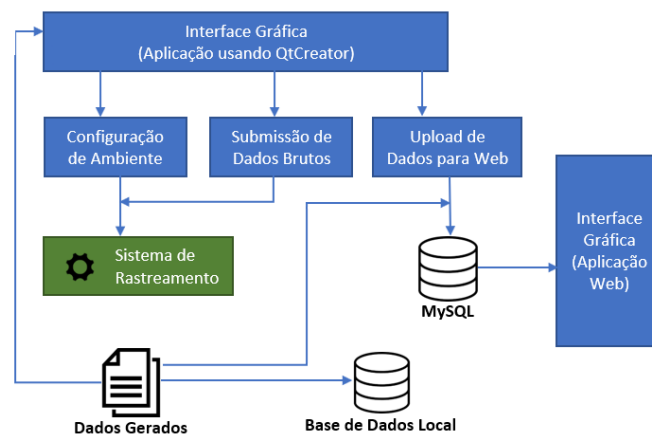 Interface Gráfica
(Aplicação usando QtCreator)
Configuração
de Ambiente
Submissão de
Dados Brutos
Upload de
Dados para Web
Interface
Gráfica
(Aplicação
Web)
Sistema de
Rastreamento
MySQL
Dados Gerados
Base de Dados Local